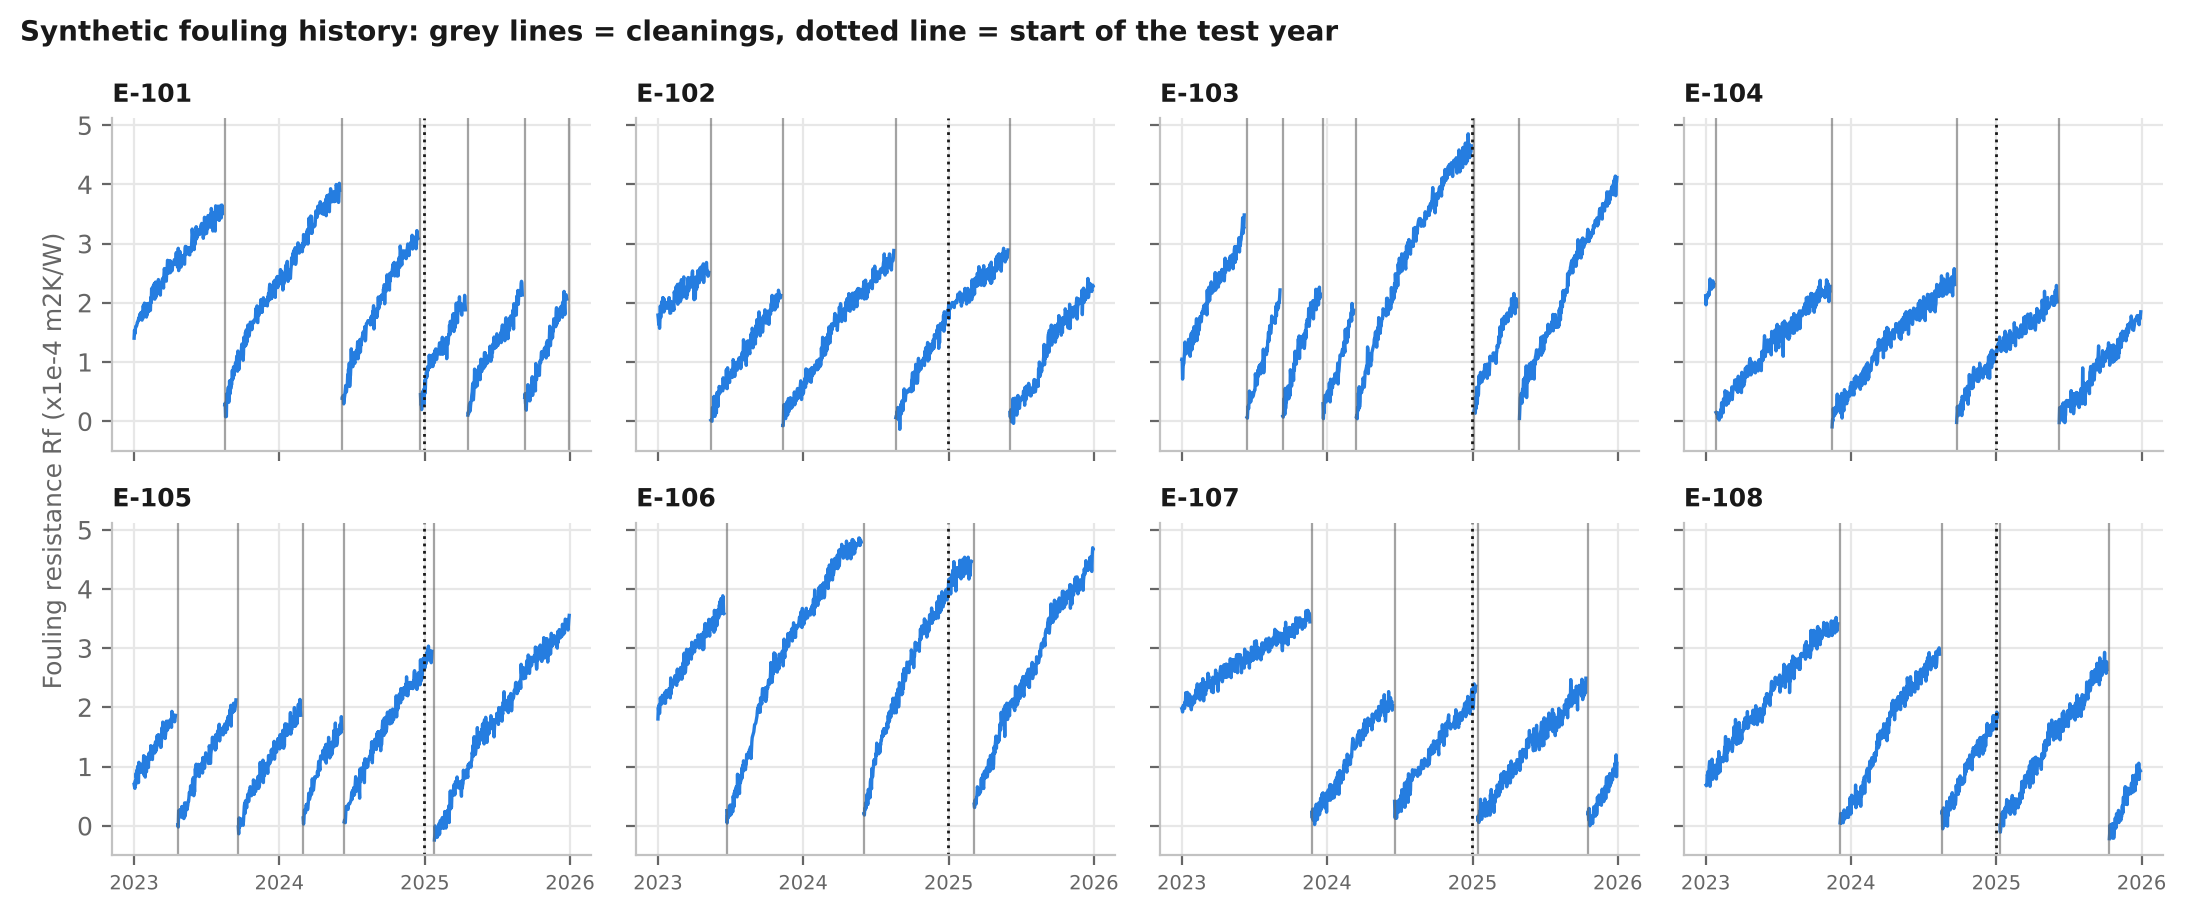 Synthetic fouling history: grey lines = cleanings, dotted line = start of the test year
E-101 E-102 E-103 E-104
5
4
3
2
1
0
Fouling resistance Rf (x1e-4 m2K/W)
E-105 E-106 E-107 E-108
5
4
3
2
1
0
2023 2024 2025 2026 2023 2024 2025 2026 2023 2024 2025 2026 2023 2024 2025 2026